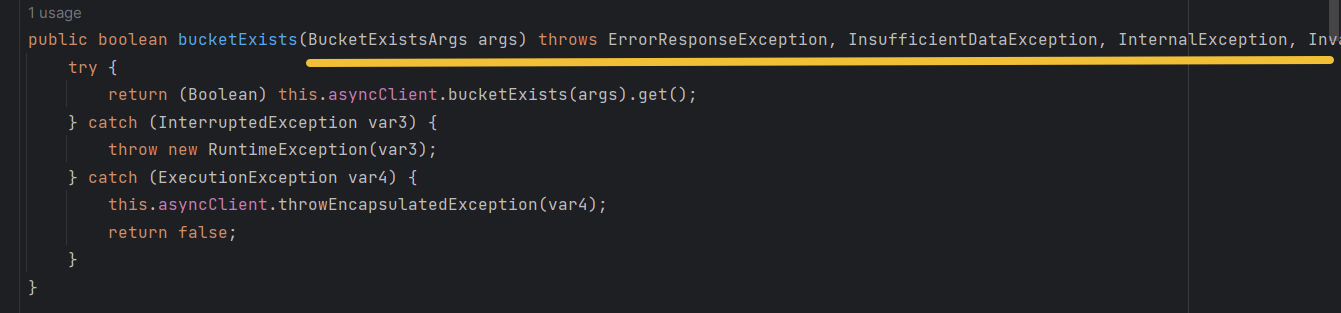 1 usage
public boolean bucketExists(BucketExistsArgs args) throws ErrorResponseException, InsufficientDataException, InternalException, Inva
try {
return (Boolean) this.asyncClient.bucketExists(args).get();
} catch (InterruptedException var3) {
throw new RuntimeException(var3);
} catch (ExecutionException var4) {
this.asyncClient.throwEncapsulatedException(var4);
return false;
}
}